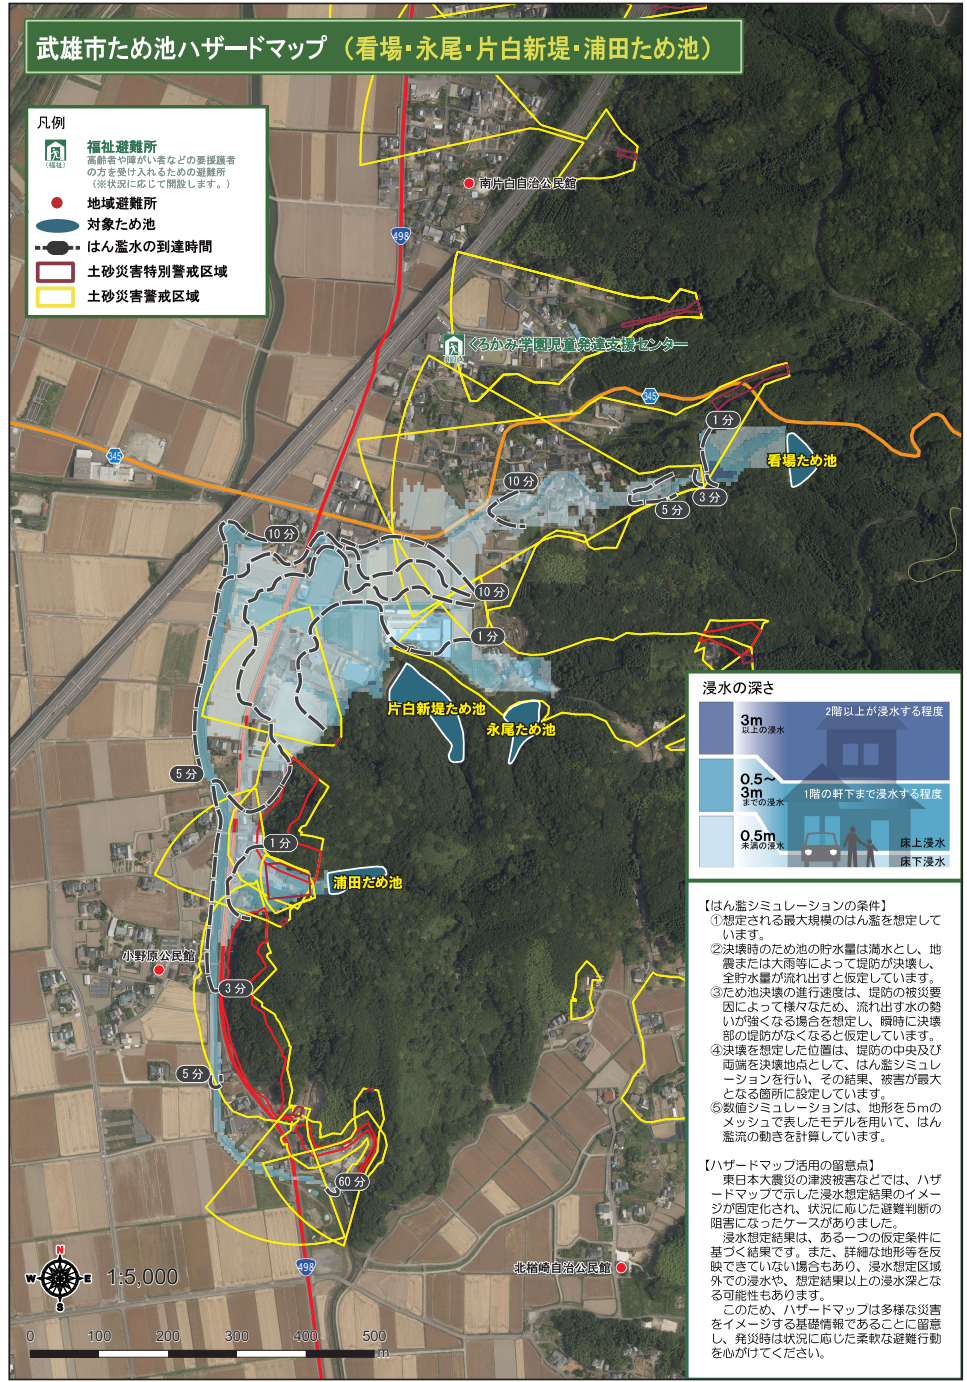 武雄市ため池ハザードマップ （看場・永尾・片白新堤・浦田ため池）
凡例
（福祉）
福祉避難所
高齢者や障がい者などの要援護者
の方を受け入れるための避難所
（※状況に応じて開設します。）
地域避難所
対象ため池
はん濫水の到達時間
土砂災害特別警戒区域
土砂災害警戒区域
南片白自治公民館
498
くろかみ学園児童発達支援センター
345
345
1分
看場ため池
10分
3分
5分
10分
10分
1分
片白新堤ため池
永尾ため池
5分
1分
浦田ため池
小野原公民館
3分
5分
60分
498
北楢崎自治公民館
N
W
E
S
1:5,000
0 100 200 300 400 500
m
浸水の深さ
3m
以上の浸水
2階以上が浸水する程度
0.5～
3m
までの浸水
1階の軒下まで浸水する程度
0.5m
未満の浸水
床上浸水
床下浸水
【はん濫シミュレーションの条件】
①想定される最大規模のはん濫を想定して
います。
②決壊時のため池の貯水量は満水とし、地
震または大雨等によって堤防が決壊し、
全貯水量が流れ出すと仮定しています。
③ため池決壊の進行速度は、堤防の被災要
因によって様々なため、流れ出す水の勢
いが強くなる場合を想定し、瞬時に決壊
部の堤防がなくなると仮定しています。
④決壊を想定した位置は、堤防の中央及び
両端を決壊地点として、はん濫シミュレ
ーションを行い、その結果、被害が最大
となる箇所に設定しています。
⑤数値シミュレーションは、地形を５ｍの
メッシュで表したモデルを用いて、はん
濫流の動きを計算しています。
【ハザードマップ活用の留意点】
東日本大震災の津波被害などでは、ハザ
ードマップで示した浸水想定結果のイメー
ジが固定化され、状況に応じた避難判断の
阻害になったケースがありました。
浸水想定結果は、ある一つの仮定条件に
基づく結果です。また、詳細な地形等を反
映できていない場合もあり、浸水想定区域
外での浸水や、想定結果以上の浸水深とな
る可能性もあります。
このため、ハザードマップは多様な災害
をイメージする基礎情報であることに留意
し、発災時は状況に応じた柔軟な避難行動
を心がけてください。